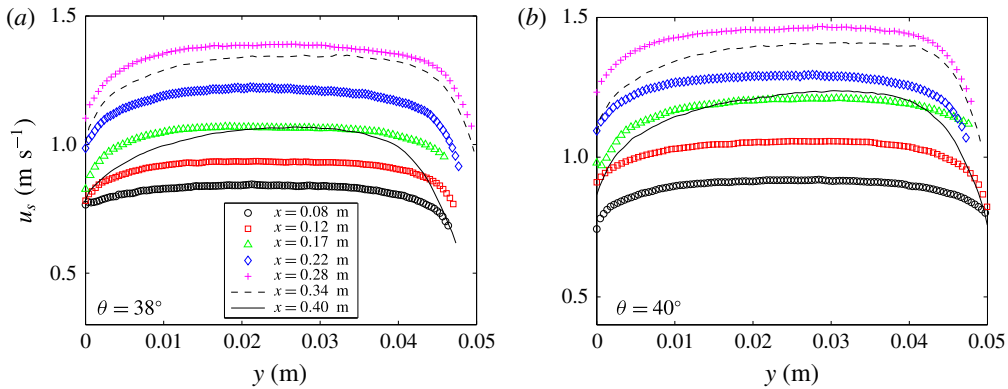 (a)
1.5
1.0
0.5
u_s (m s⁻¹)
x = 0.08 m
x = 0.12 m
x = 0.17 m
x = 0.22 m
x = 0.28 m
x = 0.34 m
x = 0.40 m
θ = 38°
0 0.01 0.02 0.03 0.04 0.05
y (m)
(b)
1.5
1.0
0.5
θ = 40°
0 0.01 0.02 0.03 0.04 0.05
y (m)